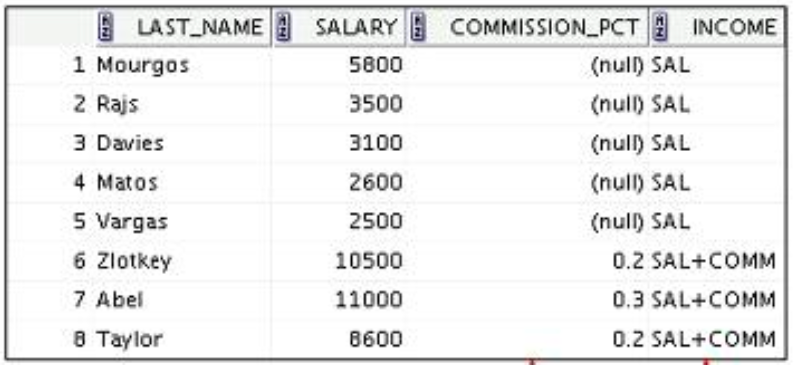 LAST_NAME SALARY COMMISSION_PCT INCOME
1 Mourgos 5800 (null) SAL
2 Rajs 3500 (null) SAL
3 Davies 3100 (null) SAL
4 Matos 2600 (null) SAL
5 Vargas 2500 (null) SAL
6 Zlotkey 10500 0.2 SAL+COMM
7 Abel 11000 0.3 SAL+COMM
8 Taylor 8600 0.2 SAL+COMM